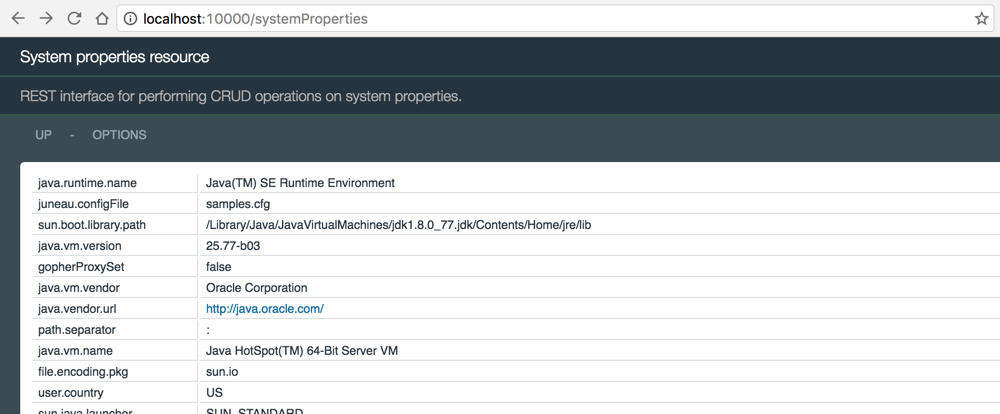 localhost:10000/systemProperties
System properties resource
REST interface for performing CRUD operations on system properties.
UP - OPTIONS
java.runtime.name Java(TM) SE Runtime Environment
juneau.configFile samples.cfg
sun.boot.library.path /Library/Java/JavaVirtualMachines/jdk1.8.0_77.jdk/Contents/Home/jre/lib
java.vm.version 25.77-b03
gopherProxySet false
java.vm.vendor Oracle Corporation
java.vendor.url http://java.oracle.com/
path.separator :
java.vm.name Java HotSpot(TM) 64-Bit Server VM
file.encoding.pkg sun.io
user.country US
sun.java.launcher SUN_STANDARD